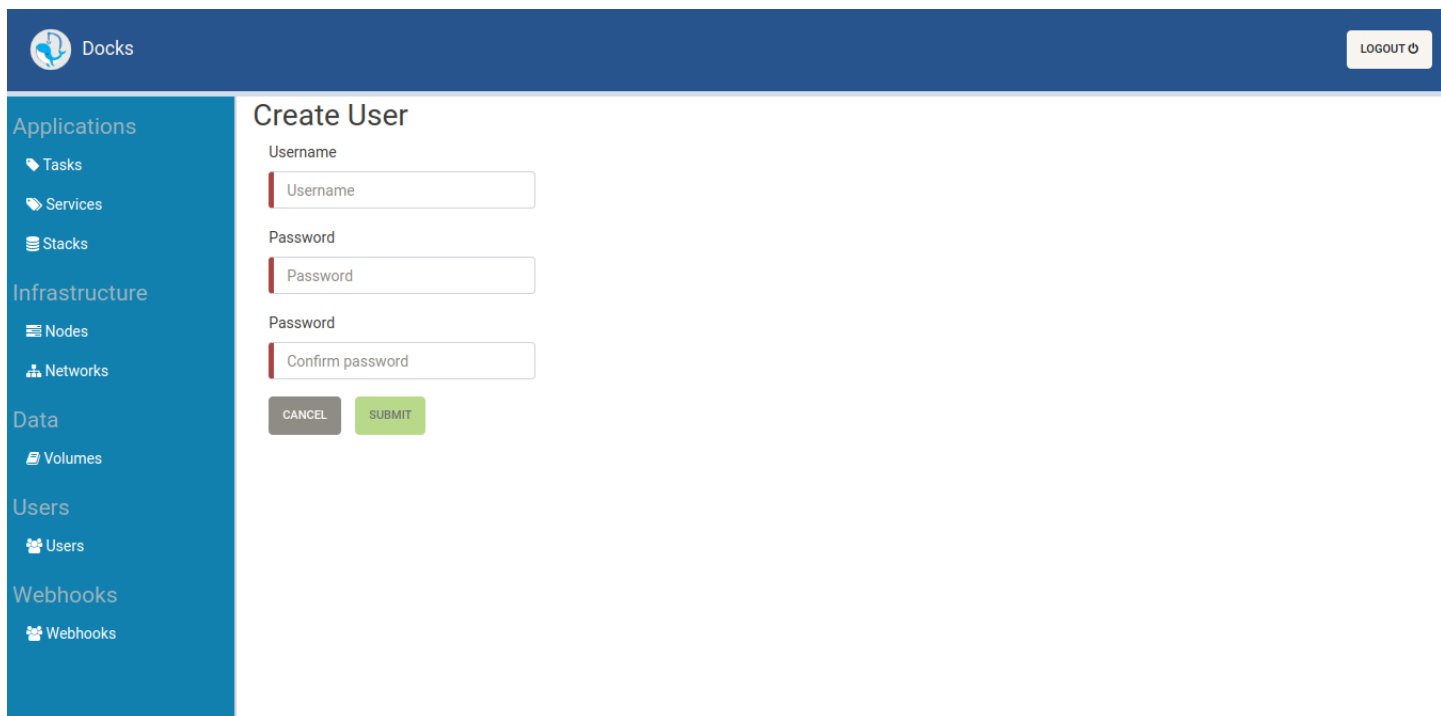 Docks
LOGOUT
Applications
Tasks
Services
Stacks
Infrastructure
Nodes
Networks
Data
Volumes
Users
Users
Webhooks
Webhooks
Create User
Username
Username
Password
Password
Password
Confirm password
CANCEL
SUBMIT